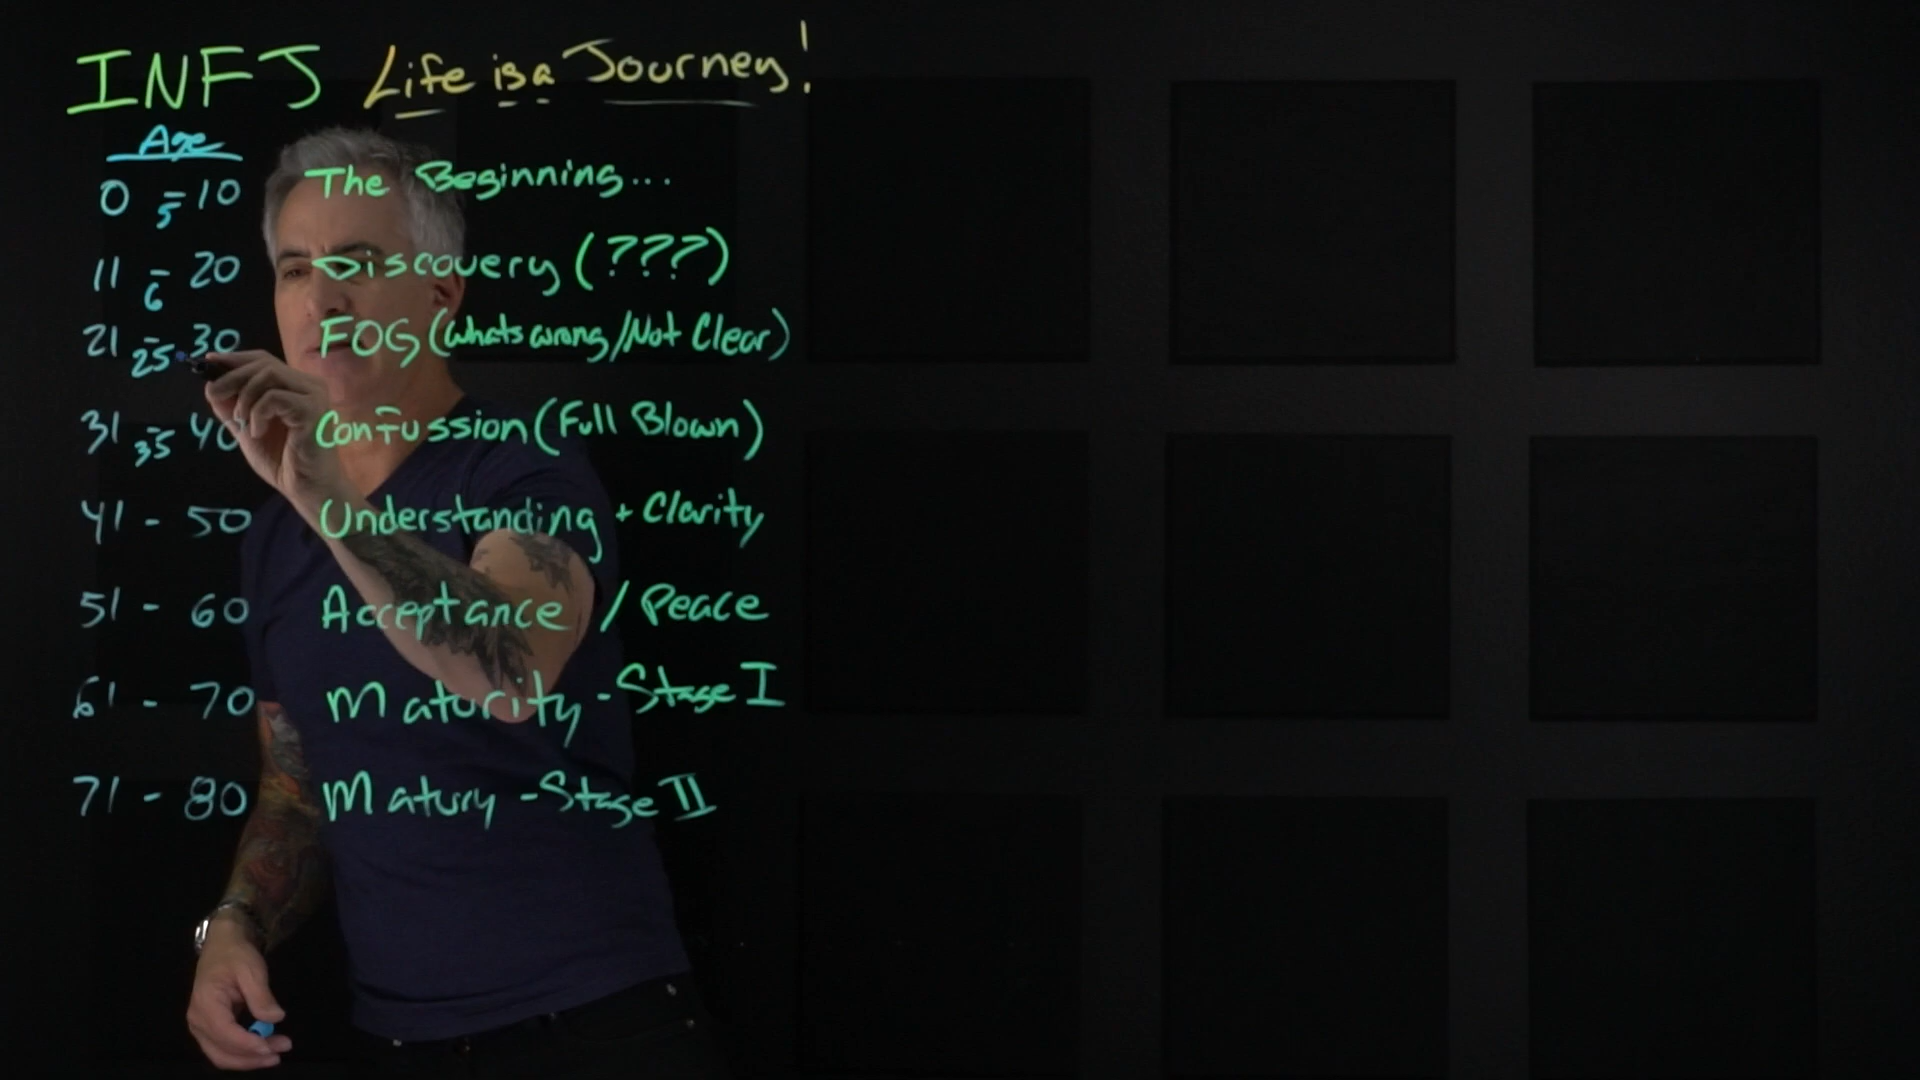 INFJ Life is a Journey!
Age
0 - 10 The Beginning...
5
11 - 20 Discovery (???)
6
21 - 30 FOG (Whats wrong/Not Clear)
25
31 - 40 Confussion (Full Blown)
35
41 - 50 Understanding + Clarity
51 - 60 Acceptance / Peace
61 - 70 Maturity - Stage I
71 - 80 Matury - Stage II